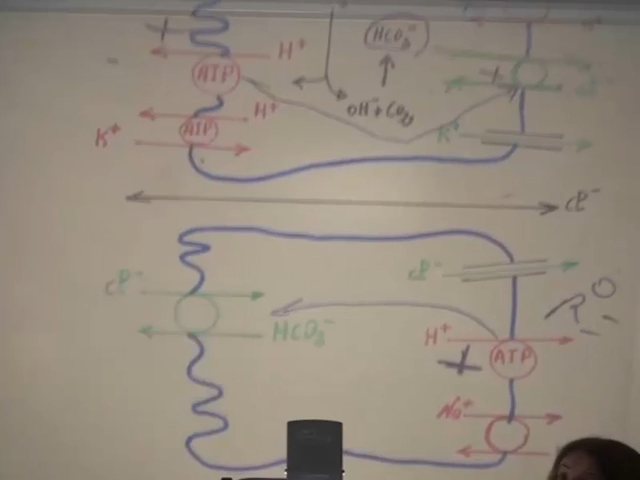 HCO3-
H+
ATP
OH- + CO2
H+
ATP
K+
K+
cl-
cl-
cl-
HCO3-
H+
ATP
Na+